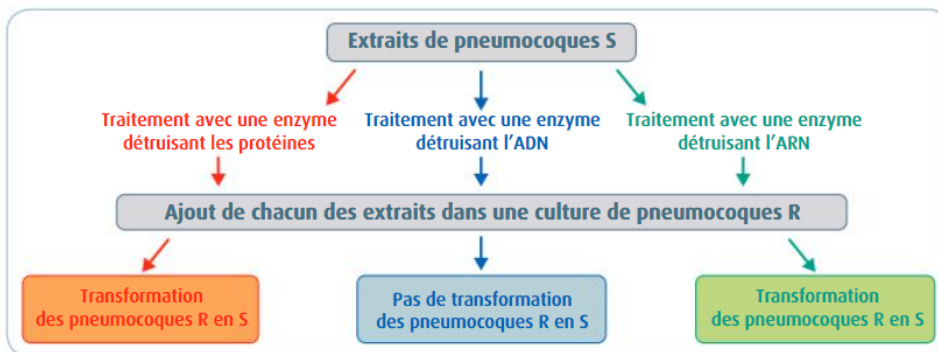 Extraits de pneumocoques S
Traitement avec une enzyme
détruisant les protéines
Traitement avec une enzyme
détruisant l'ADN
Traitement avec une enzyme
détruisant l'ARN
Ajout de chacun des extraits dans une culture de pneumocoques R
Transformation
des pneumocoques R en S
Pas de transformation
des pneumocoques R en S
Transformation
des pneumocoques R en S